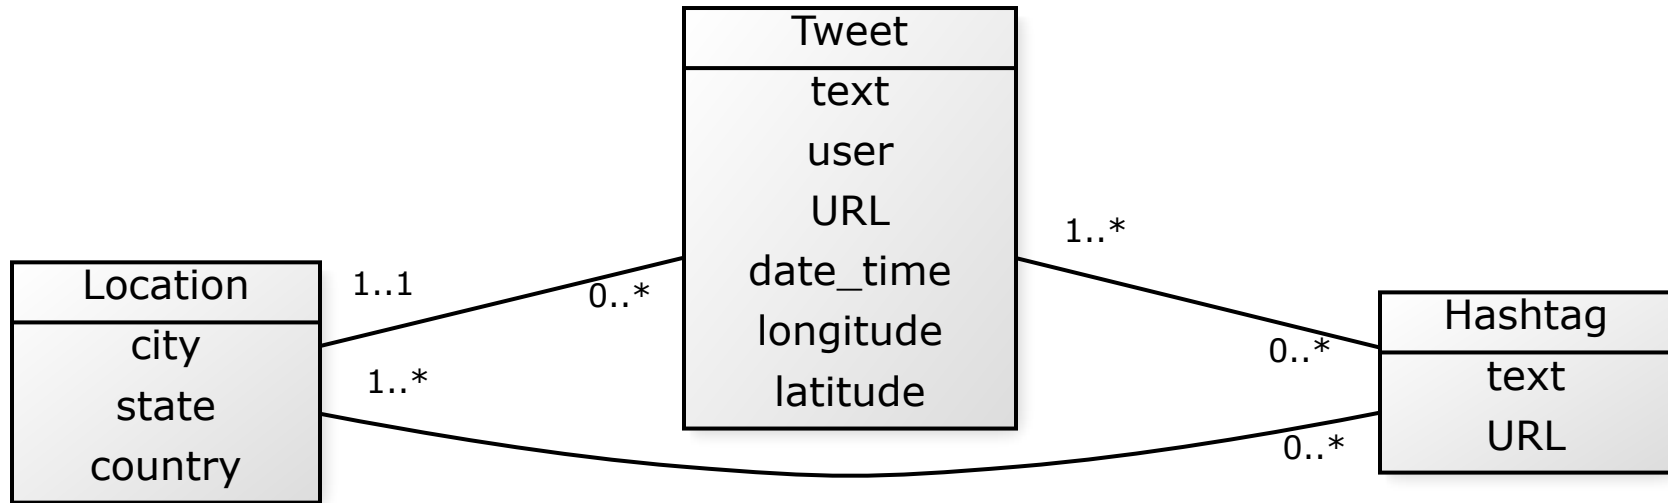 Tweet
text
user
URL
date_time
longitude
latitude
Location
city
state
country
Hashtag
text
URL
1..1
0..*
1..*
0..*
1..*
0..*